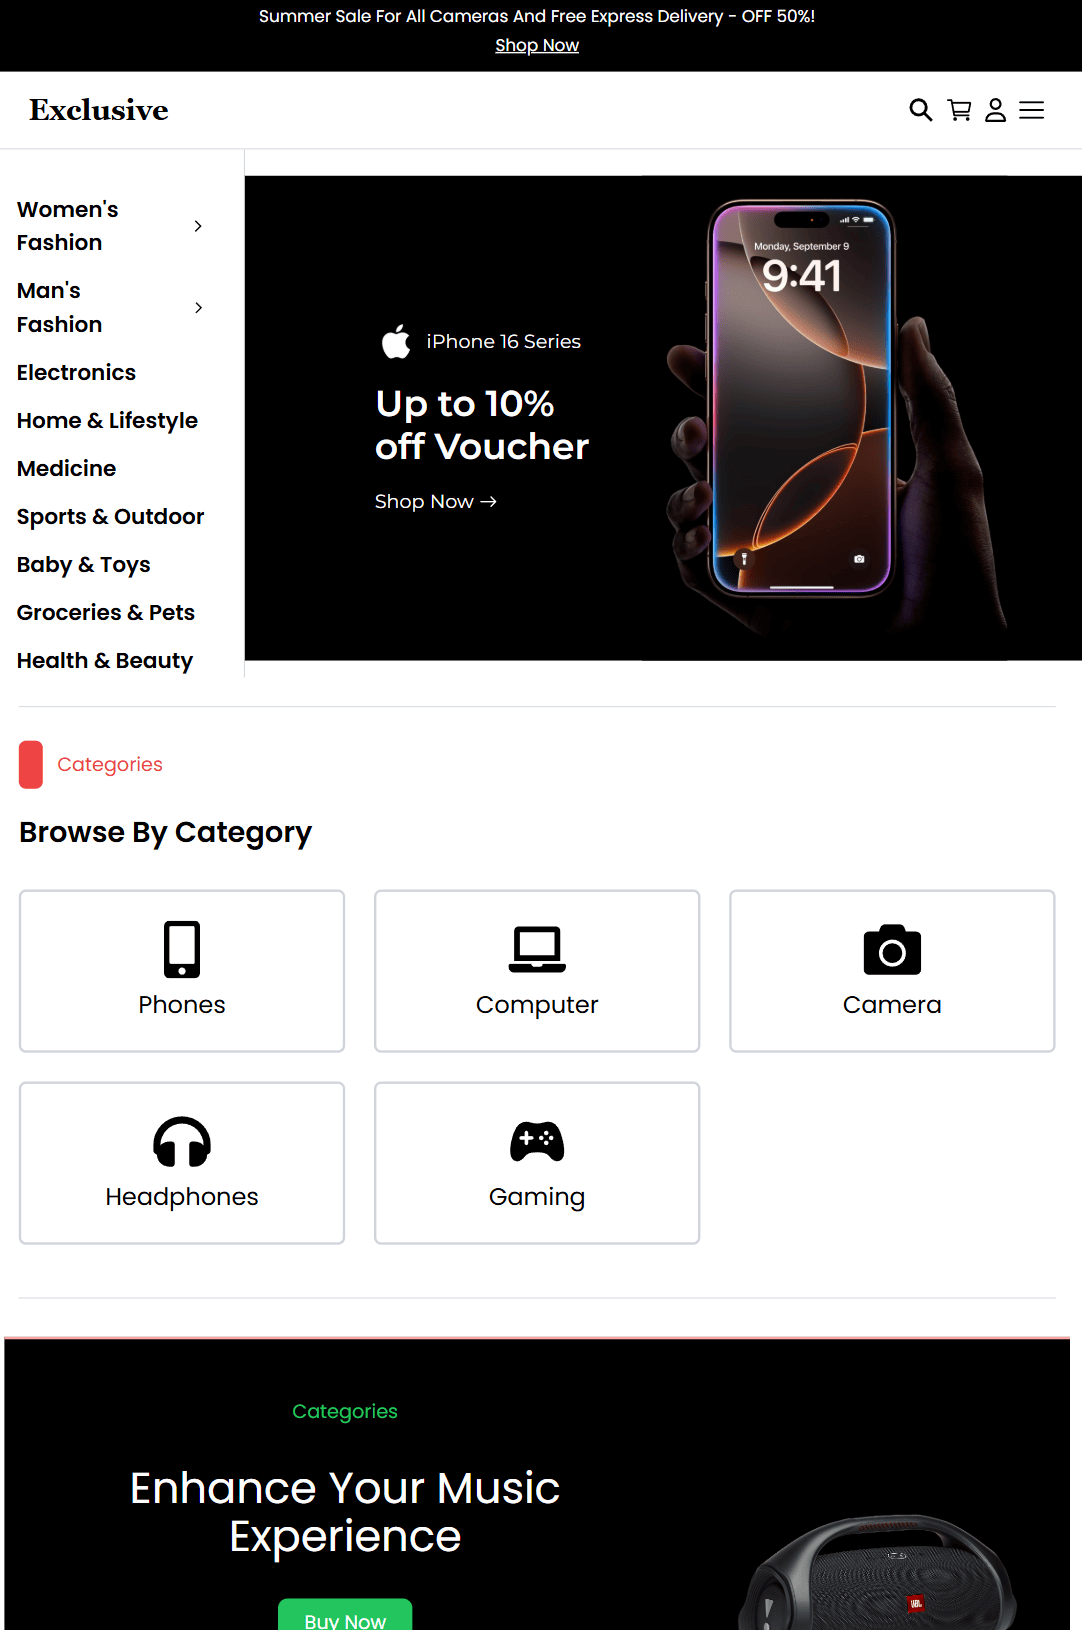 Summer Sale For All Cameras And Free Express Delivery - OFF 50%!
Shop Now
Exclusive
Women's
Fashion
Man's
Fashion
Electronics
Home & Lifestyle
Medicine
Sports & Outdoor
Baby & Toys
Groceries & Pets
Health & Beauty
iPhone 16 Series
Up to 10%
off Voucher
Shop Now →
Monday, September 9
9:41
Categories
Browse By Category
Phones
Computer
Camera
Headphones
Gaming
Categories
Enhance Your Music
Experience
Buy Now
JBL